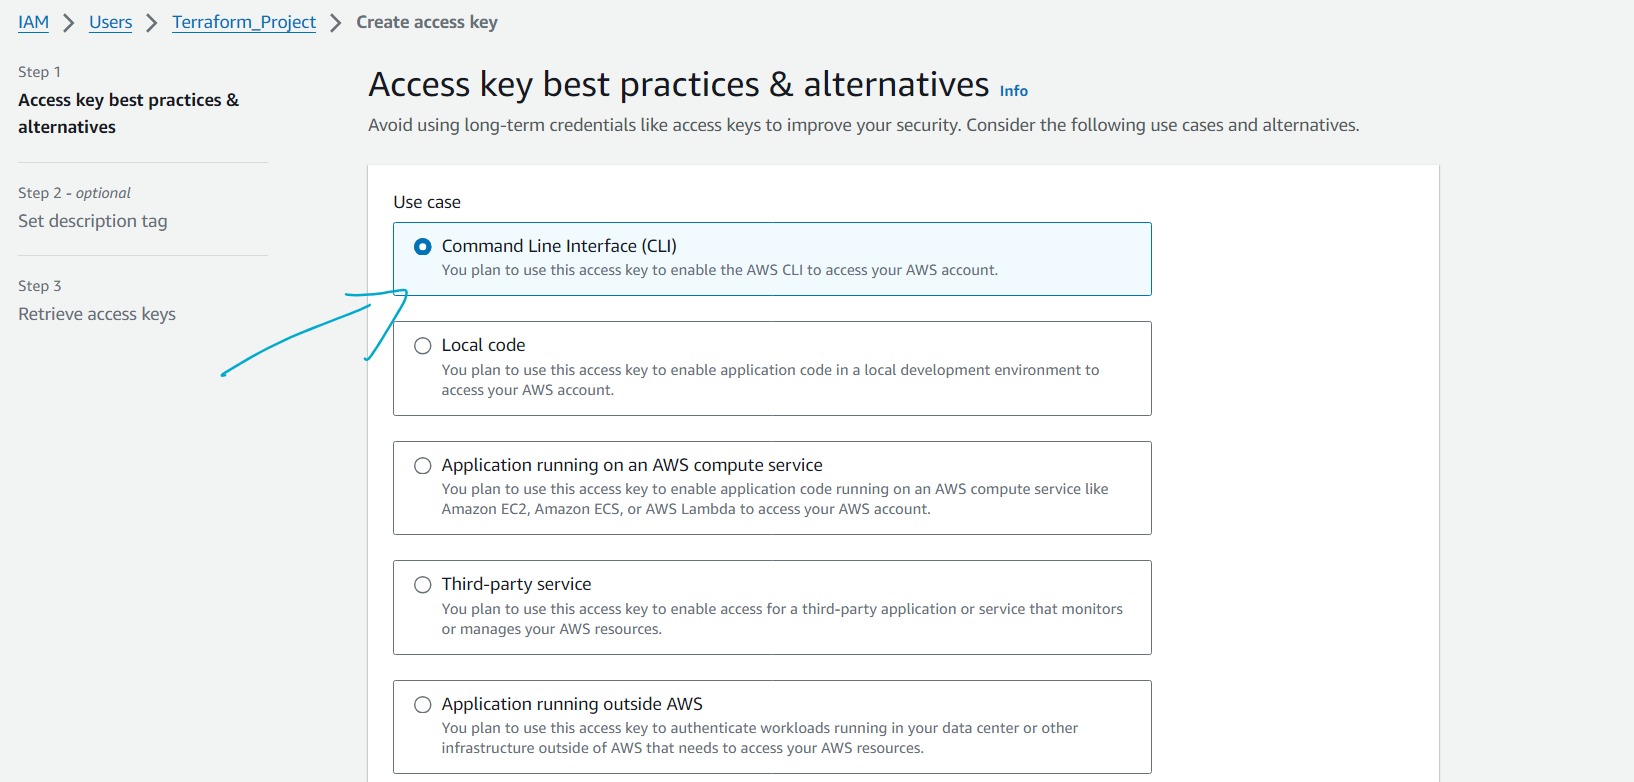 IAM > Users > Terraform_Project > Create access key
Step 1
Access key best practices &
alternatives
Step 2 - optional
Set description tag
Step 3
Retrieve access keys
Access key best practices & alternatives Info
Avoid using long-term credentials like access keys to improve your security. Consider the following use cases and alternatives.
Use case
Command Line Interface (CLI)
You plan to use this access key to enable the AWS CLI to access your AWS account.
Local code
You plan to use this access key to enable application code in a local development environment to
access your AWS account.
Application running on an AWS compute service
You plan to use this access key to enable application code running on an AWS compute service like
Amazon EC2, Amazon ECS, or AWS Lambda to access your AWS account.
Third-party service
You plan to use this access key to enable access for a third-party application or service that monitors
or manages your AWS resources.
Application running outside AWS
You plan to use this access key to authenticate workloads running in your data center or other
infrastructure outside of AWS that needs to access your AWS resources.